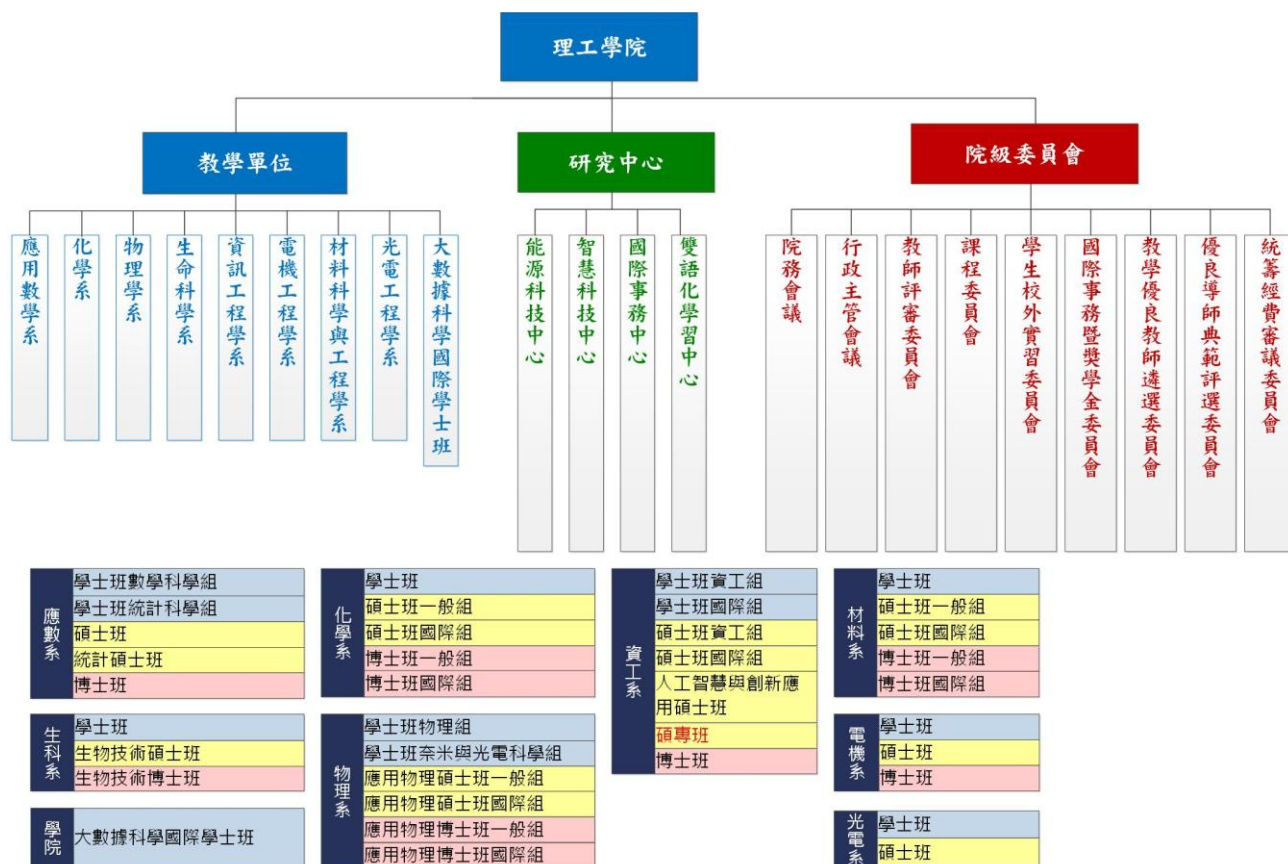 理工學院
教學單位
研究中心
院級委員會
應用數學系
化學系
物理學系
生命科學系
資訊工程學系
電機工程學系
材料科學與工程學系
光電工程學系
大數據科學國際學士班
能源科技中心
智慧科技中心
國際事務中心
雙語化學習中心
院務會議
行政主管會議
教師評審委員會
課程委員會
學生校外實習委員會
國際事務暨獎學金委員會
教學優良教師遴選委員會
優良導師典範評選委員會
統籌經費審議委員會
應數系
學士班數學科學組
學士班統計科學組
碩士班
統計碩士班
博士班
生科系
學士班
生物技術碩士班
生物技術博士班
學院
大數據科學國際學士班
化學系
學士班
碩士班一般組
碩士班國際組
博士班一般組
博士班國際組
物理系
學士班物理組
學士班奈米與光電科學組
應用物理碩士班一般組
應用物理碩士班國際組
應用物理博士班一般組
應用物理博士班國際組
資工系
學士班資工組
學士班國際組
碩士班資工組
碩士班國際組
人工智慧與創新應
用碩士班
碩專班
博士班
材料系
學士班
碩士班一般組
碩士班國際組
博士班一般組
博士班國際組
電機系
學士班
碩士班
博士班
光電系
學士班
碩士班